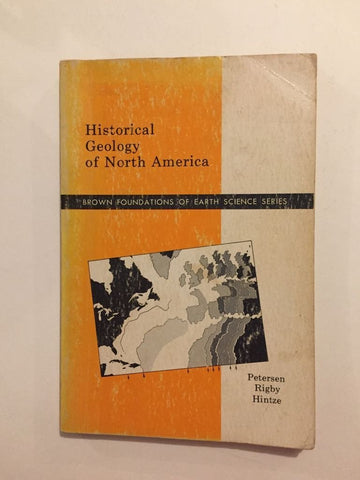 Historical
Geology
of North America
BROWN FOUNDATIONS OF EARTH SCIENCE SERIES
Petersen
Rigby
Hintze